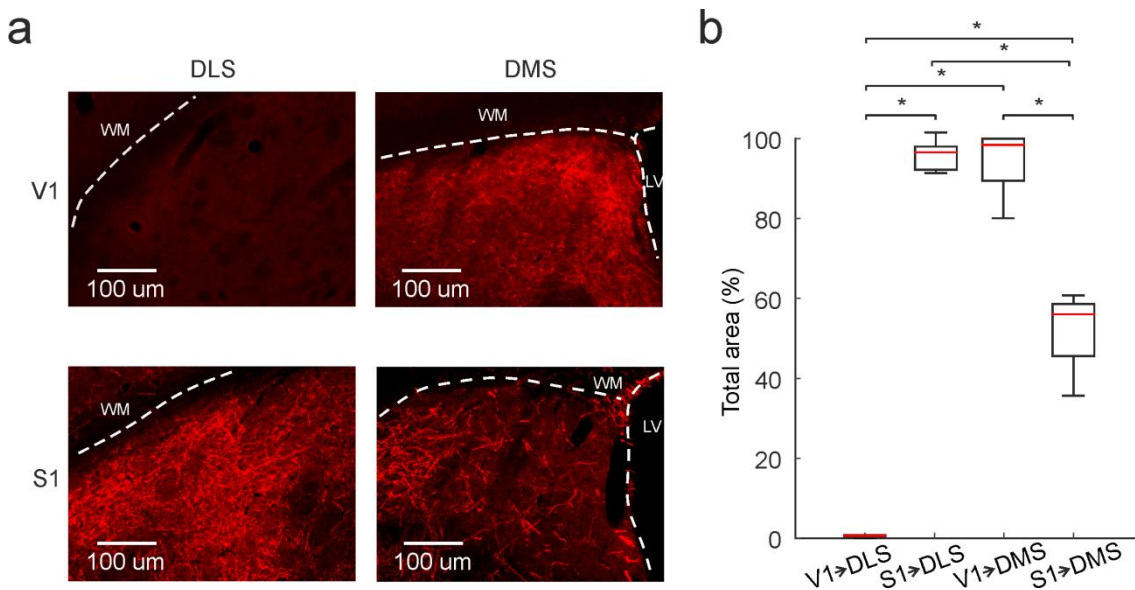 a
DLS
DMS
V1
WM
100 um
WM
LV
100 um
S1
WM
100 um
WM
LV
100 um
b
*
*
*
*
*
Total area (%)
100
80
60
40
20
0
V1➔DLS
S1➔DLS
V1➔DMS
S1➔DMS